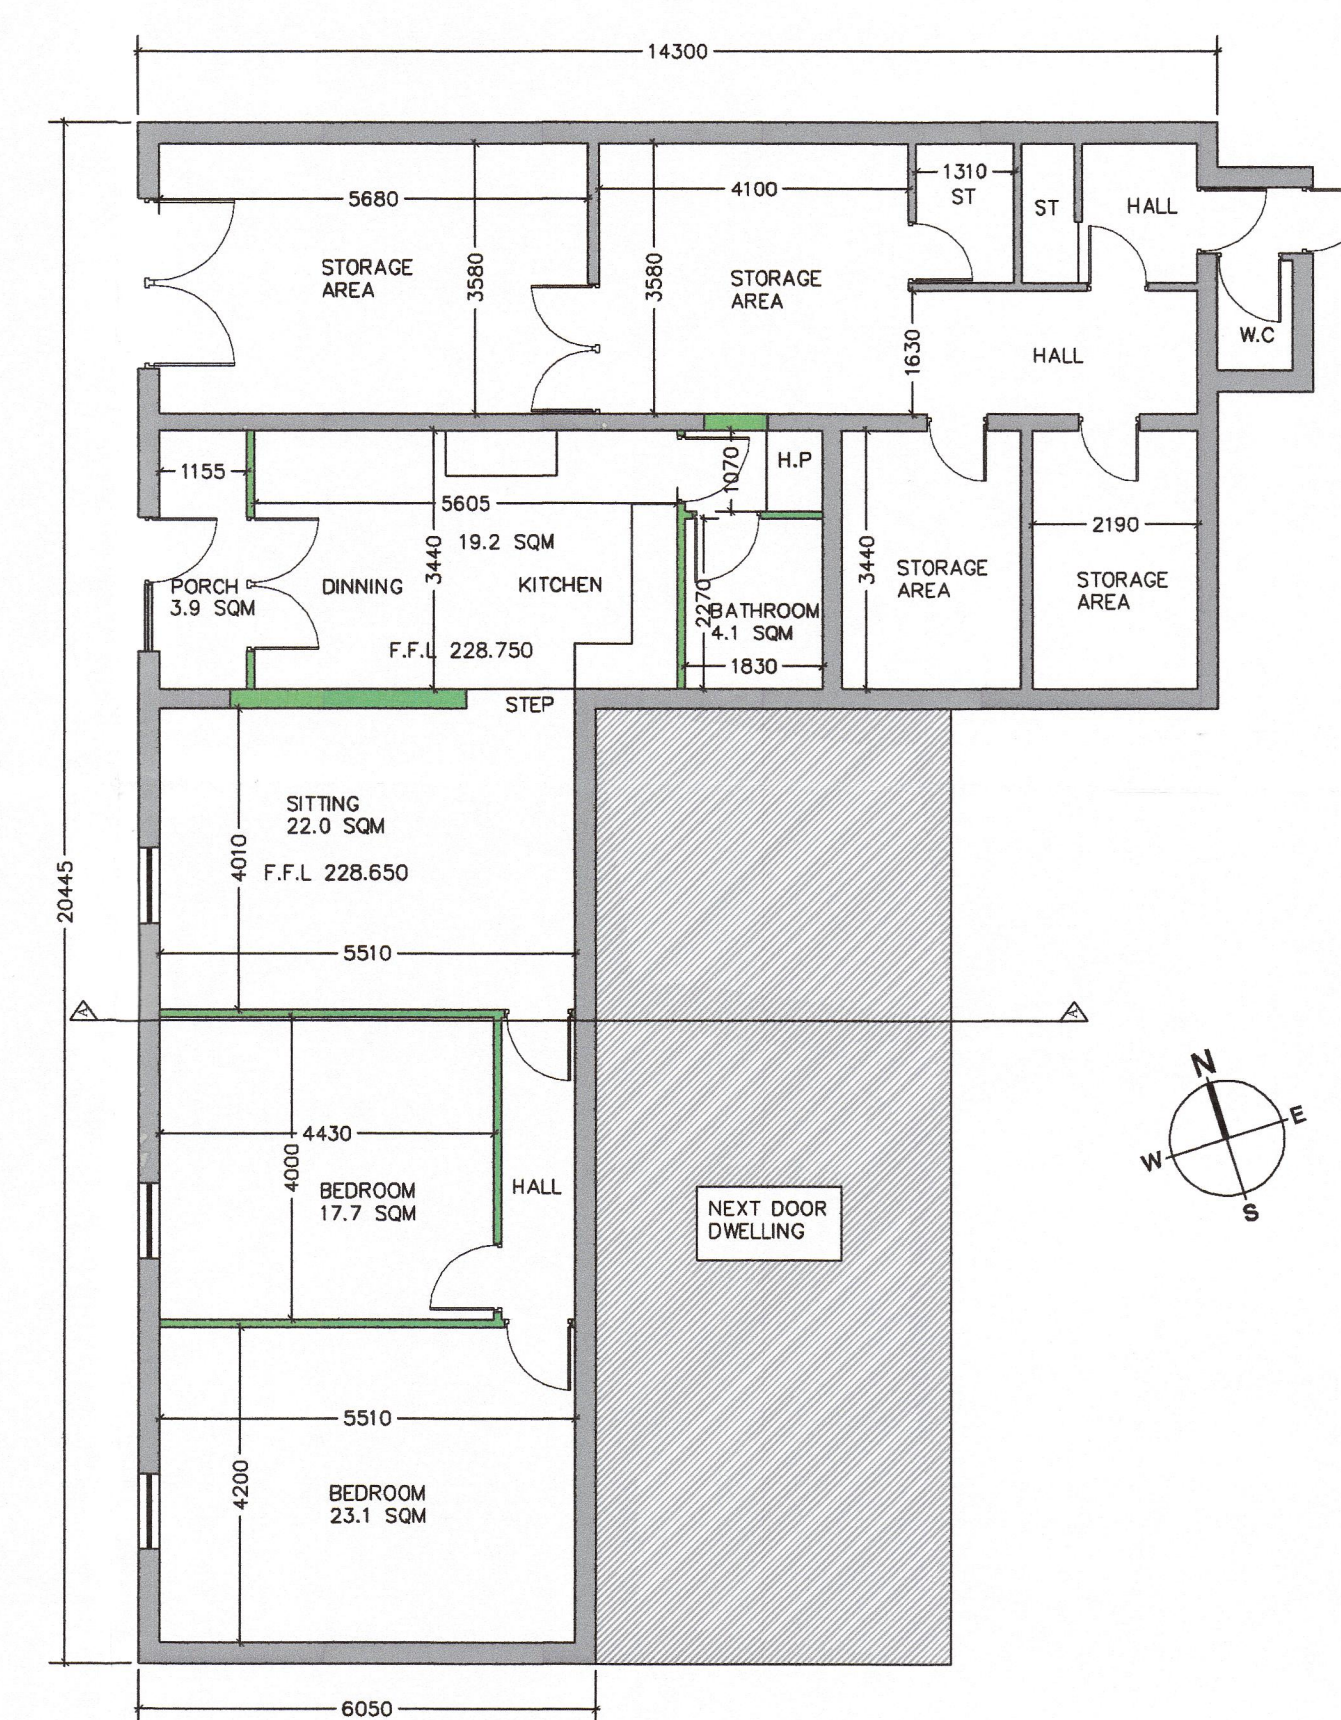 14300
5680
4100
1310
ST
ST
HALL
STORAGE
AREA
3580
3580
STORAGE
AREA
1630
HALL
W.C
1155
5605
1070
H.P
19.2 SQM
3440
3440
2190
PORCH
3.9 SQM
DINNING
KITCHEN
STORAGE
AREA
STORAGE
AREA
2270
BATHROOM
4.1 SQM
F.F.L 228.750
1830
STEP
SITTING
22.0 SQM
4010
F.F.L 228.650
20445
5510
A
A
N
E
W
S
4430
4000
BEDROOM
17.7 SQM
HALL
NEXT DOOR
DWELLING
5510
4200
BEDROOM
23.1 SQM
6050